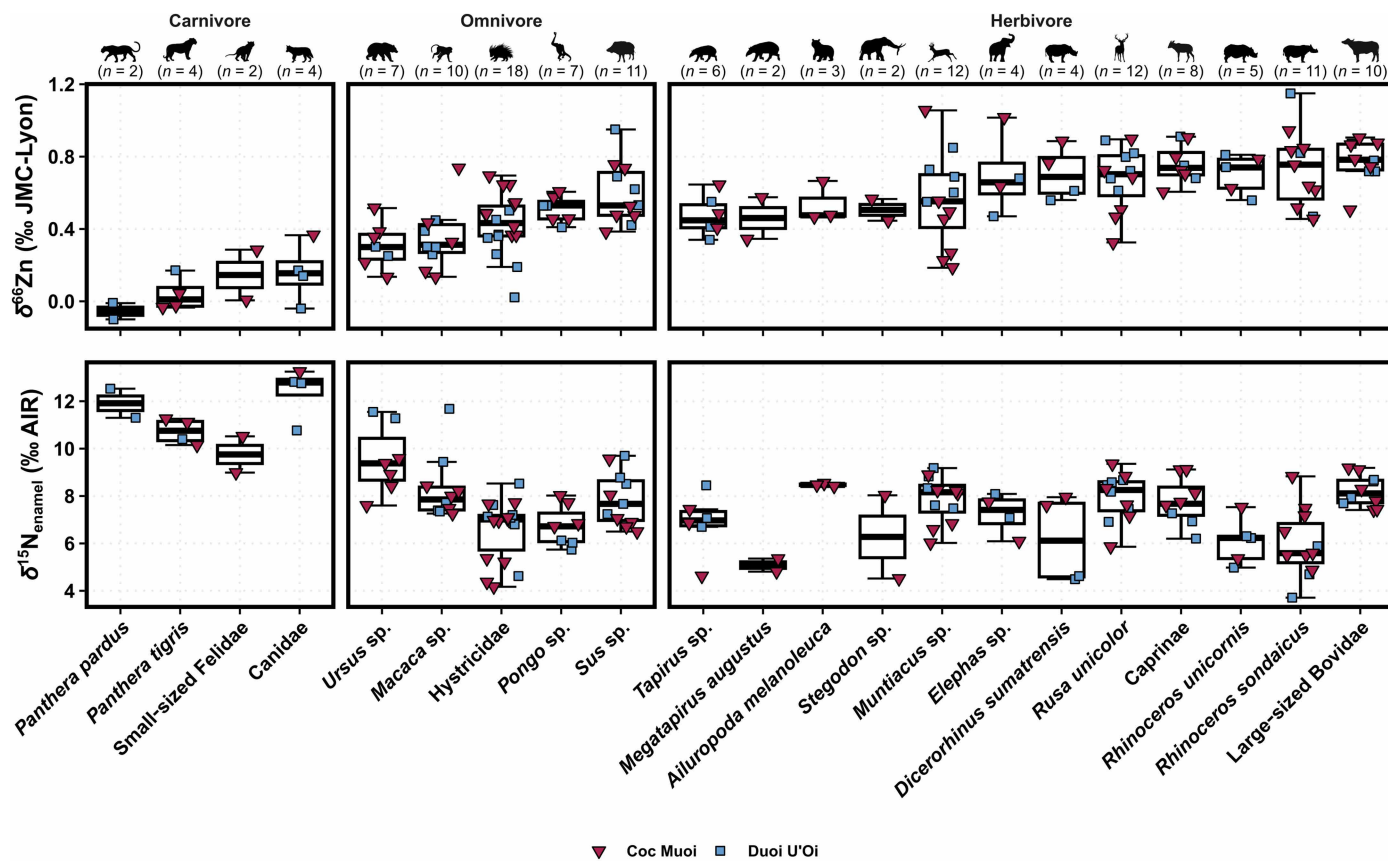 Carnivore Omnivore Herbivore
(n = 2) (n = 4) (n = 2) (n = 4) (n = 7) (n = 10) (n = 18) (n = 7) (n = 11) (n = 6) (n = 2) (n = 3) (n = 2) (n = 12) (n = 4) (n = 4) (n = 12) (n = 8) (n = 5) (n = 11) (n = 10)
δ⁶⁶Zn (‰ JMC-Lyon)
1.2
0.8
0.4
0.0
δ¹⁵Nenamel (‰ AIR)
12
10
8
6
4
Panthera pardus
Panthera tigris
Small-sized Felidae
Canidae
Ursus sp.
Macaca sp.
Hystricidae
Pongo sp.
Sus sp.
Tapirus sp.
Megatapirus augustus
Ailuropoda melanoleuca
Stegodon sp.
Muntiacus sp.
Elephas sp.
Dicerorhinus sumatrensis
Rusa unicolor
Caprinae
Rhinoceros unicornis
Rhinoceros sondaicus
Large-sized Bovidae
Coc Muoi Duoi U'Oi